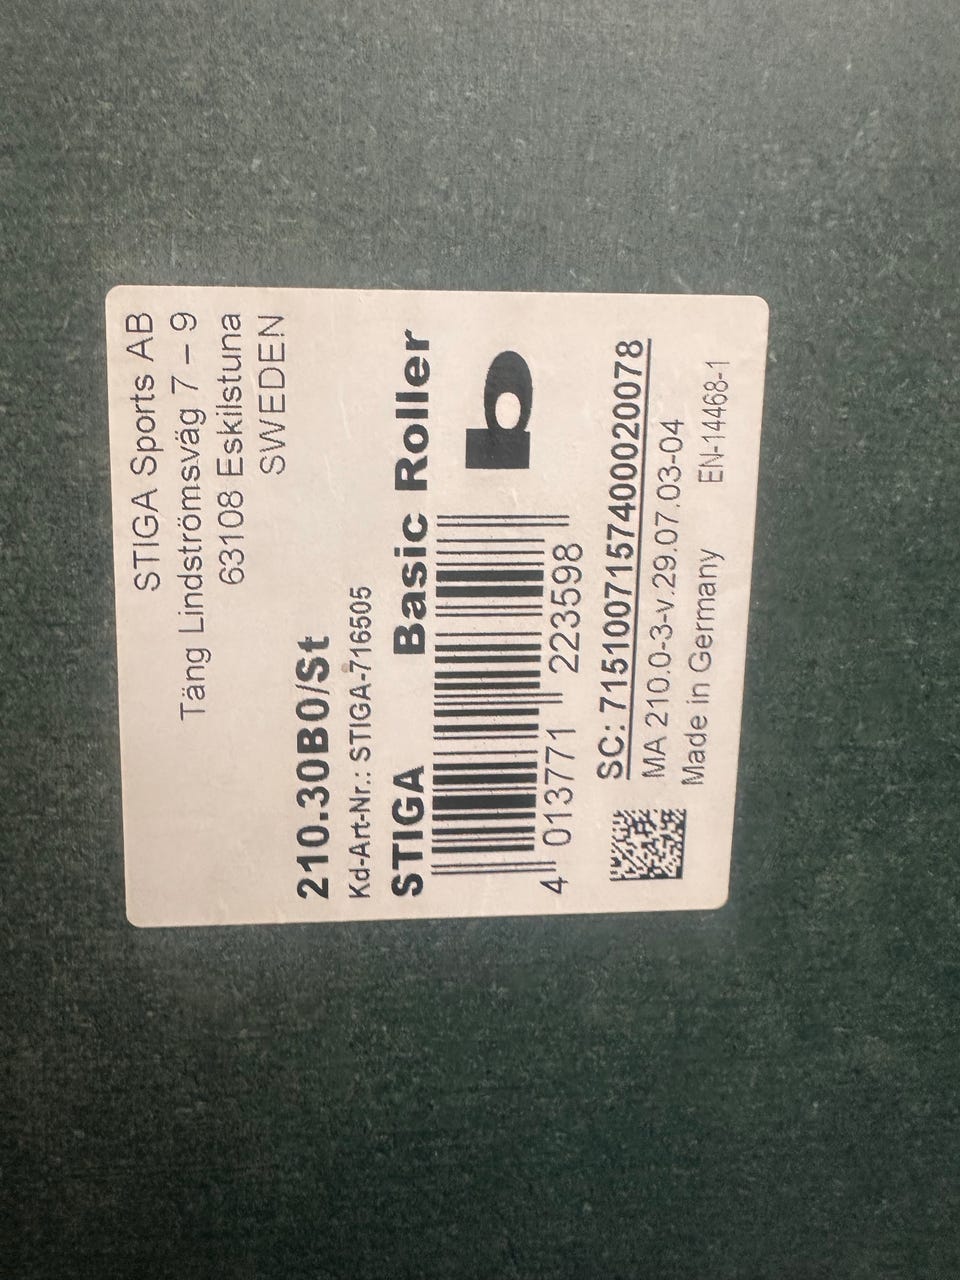 STIGA Sports AB
Täng Lindströmsväg 7 – 9
63108 Eskilstuna
SWEDEN
210.30B0/St
Kd-Art-Nr.: STIGA-716505
STIGA Basic Roller
b
4 013771 223598
SC: 71510071574000020078
MA 210.0-3-v.29.07.03-04
Made in Germany EN-14468-1